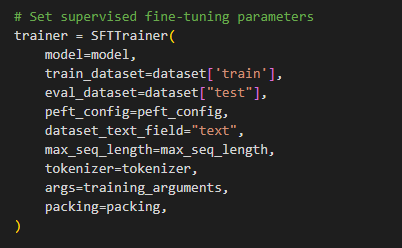 # Set supervised fine-tuning parameters
trainer = SFTTrainer(
    model=model,
    train_dataset=dataset['train'],
    eval_dataset=dataset["test"],
    peft_config=peft_config,
    dataset_text_field="text",
    max_seq_length=max_seq_length,
    tokenizer=tokenizer,
    args=training_arguments,
    packing=packing,
)